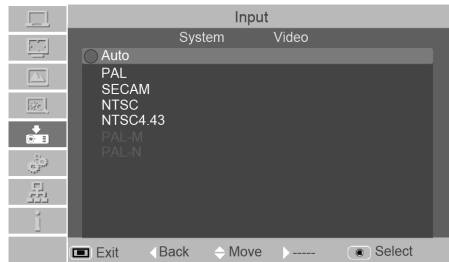 Input
System Video
Auto
PAL
SECAM
NTSC
NTSC4.43
PAL-M
PAL-N
Exit Back Move ----- Select